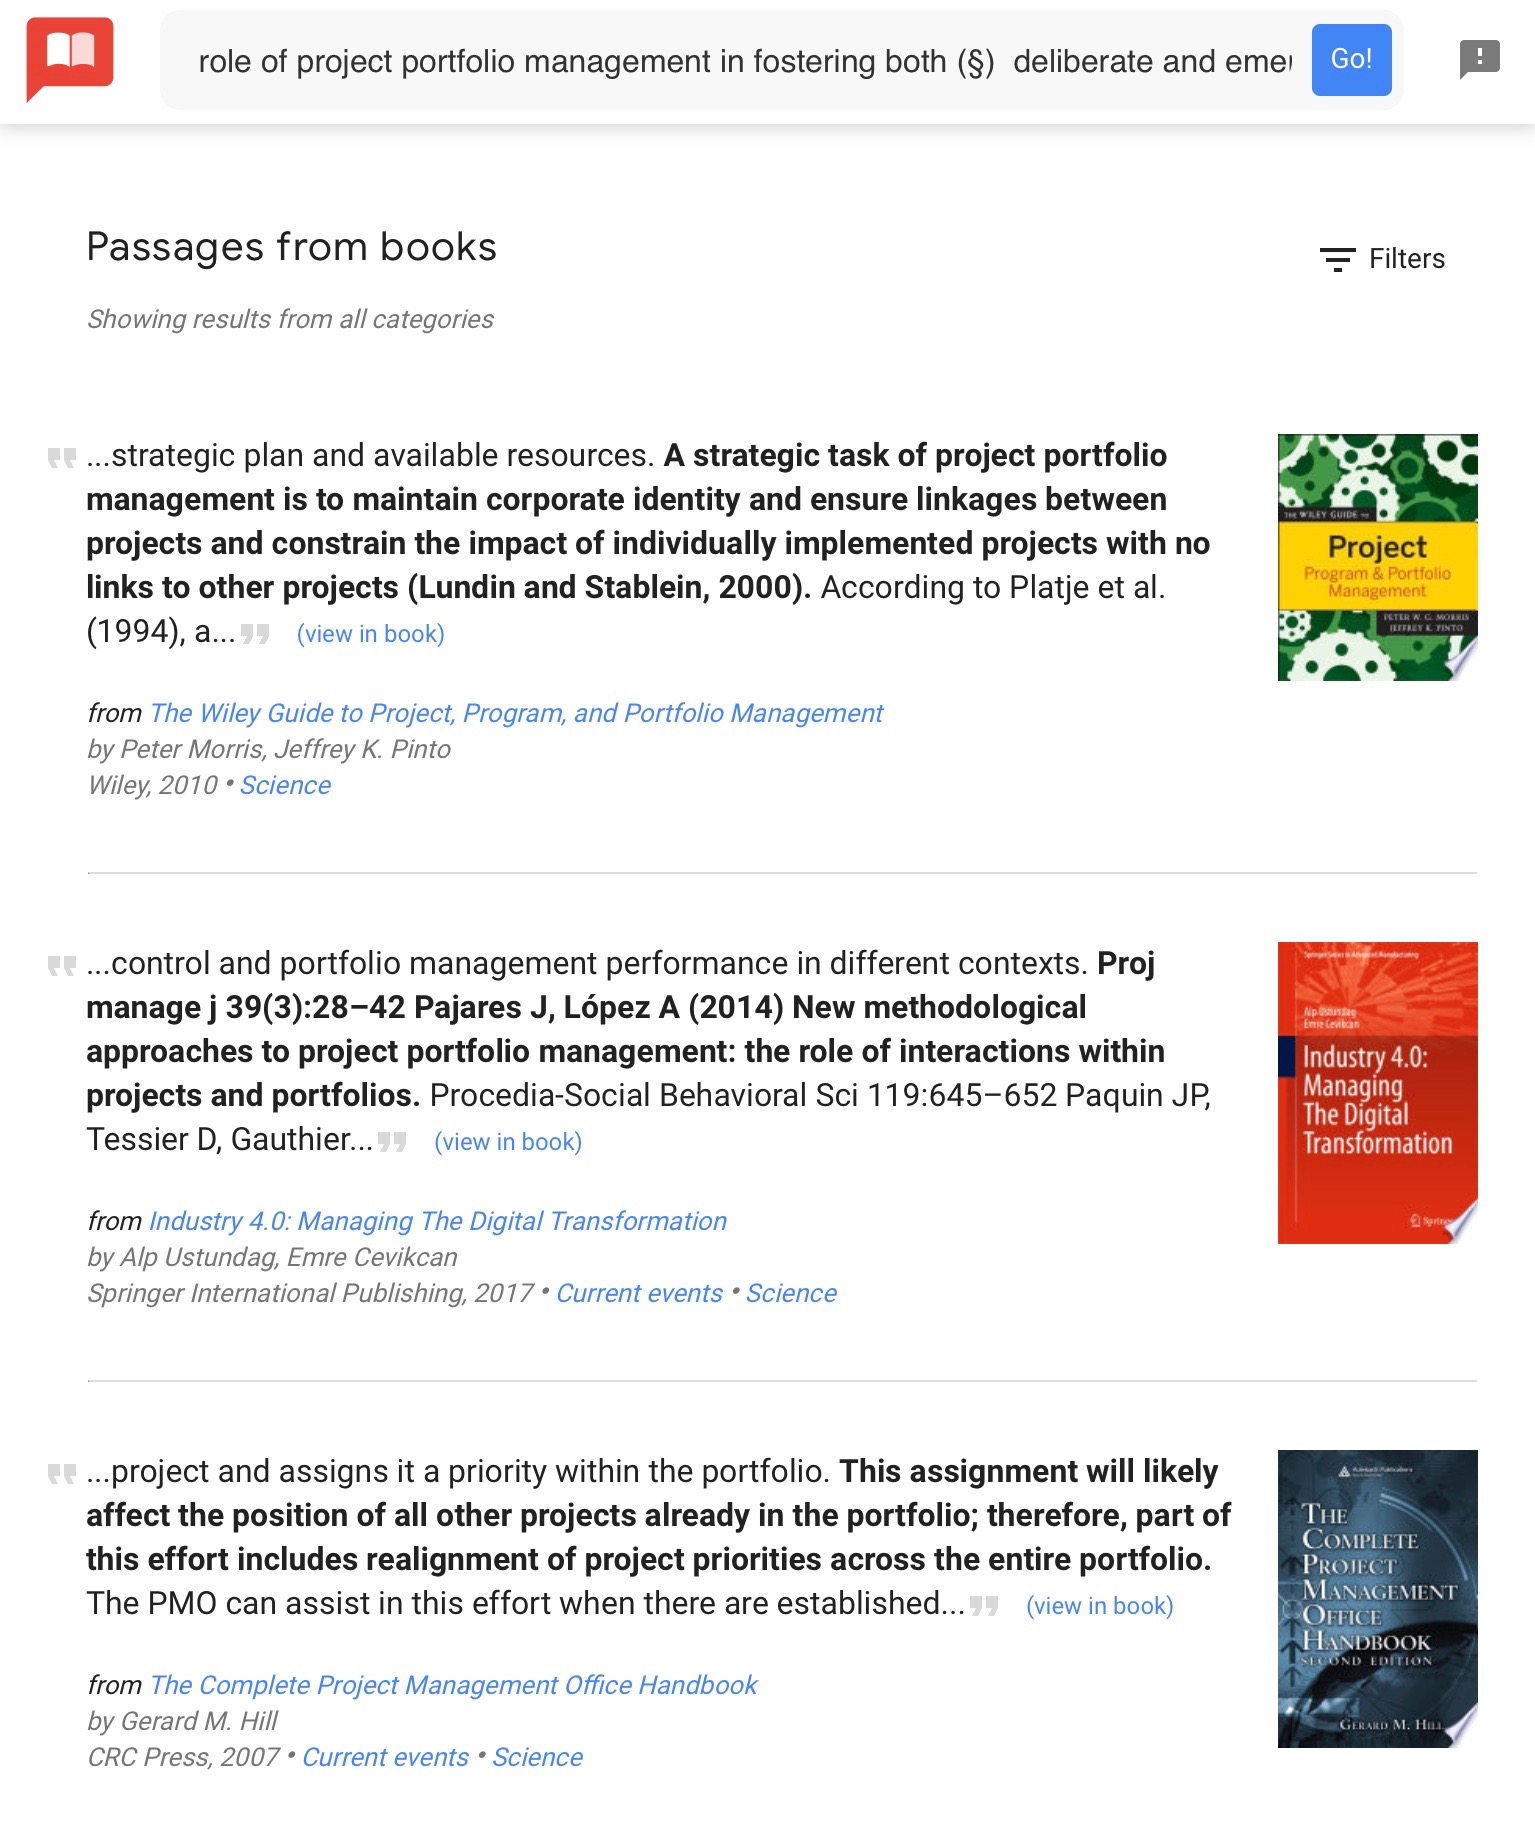 role of project portfolio management in fostering both (§)  deliberate and emer
Go!
Passages from books
Filters
Showing results from all categories
...strategic plan and available resources. A strategic task of project portfolio
management is to maintain corporate identity and ensure linkages between
projects and constrain the impact of individually implemented projects with no
links to other projects (Lundin and Stablein, 2000). According to Platje et al.
(1994), a... (view in book)
from The Wiley Guide to Project, Program, and Portfolio Management
by Peter Morris, Jeffrey K. Pinto
Wiley, 2010 • Science
THE WILEY GUIDE TO
Project
Program & Portfolio
Management
PETER W. G. MORRIS
JEFFREY K. PINTO
...control and portfolio management performance in different contexts. Proj
manage j 39(3):28–42 Pajares J, López A (2014) New methodological
approaches to project portfolio management: the role of interactions within
projects and portfolios. Procedia-Social Behavioral Sci 119:645–652 Paquin JP,
Tessier D, Gauthier... (view in book)
from Industry 4.0: Managing The Digital Transformation
by Alp Ustundag, Emre Cevikcan
Springer International Publishing, 2017 • Current events • Science
Springer Series in Advanced Manufacturing
Alp Ustundag
Emre Cevikcan
Industry 4.0:
Managing
The Digital
Transformation
...project and assigns it a priority within the portfolio. This assignment will likely
affect the position of all other projects already in the portfolio; therefore, part of
this effort includes realignment of project priorities across the entire portfolio.
The PMO can assist in this effort when there are established... (view in book)
from The Complete Project Management Office Handbook
by Gerard M. Hill
CRC Press, 2007 • Current events • Science
THE
COMPLETE
PROJECT
MANAGEMENT
OFFICE
HANDBOOK
SECOND EDITION
GERARD M. HILL